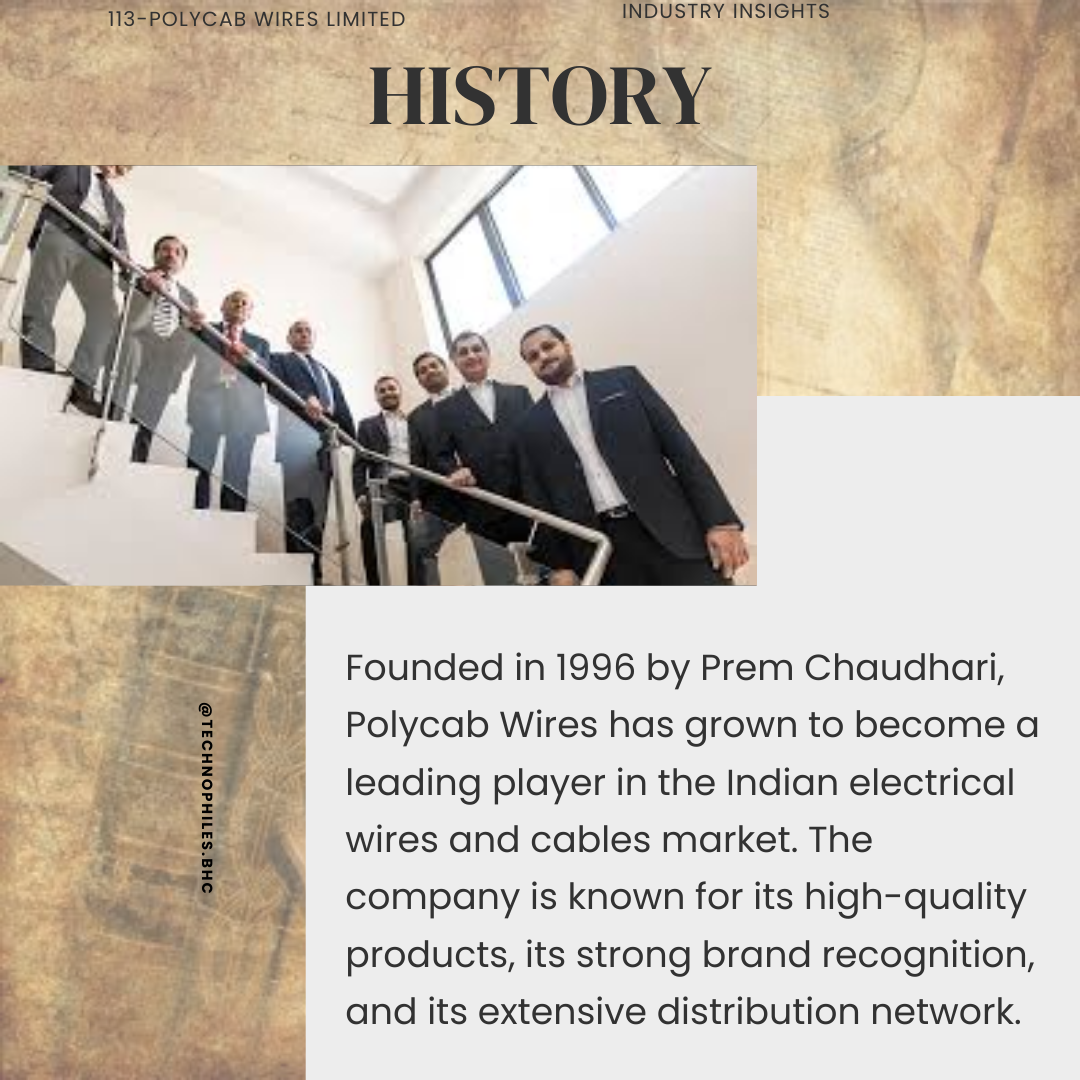 113-POLYCAB WIRES LIMITED
INDUSTRY INSIGHTS
HISTORY
@TECHNOPHILES.BHC
Founded in 1996 by Prem Chaudhari,
Polycab Wires has grown to become a
leading player in the Indian electrical
wires and cables market. The
company is known for its high-quality
products, its strong brand recognition,
and its extensive distribution network.